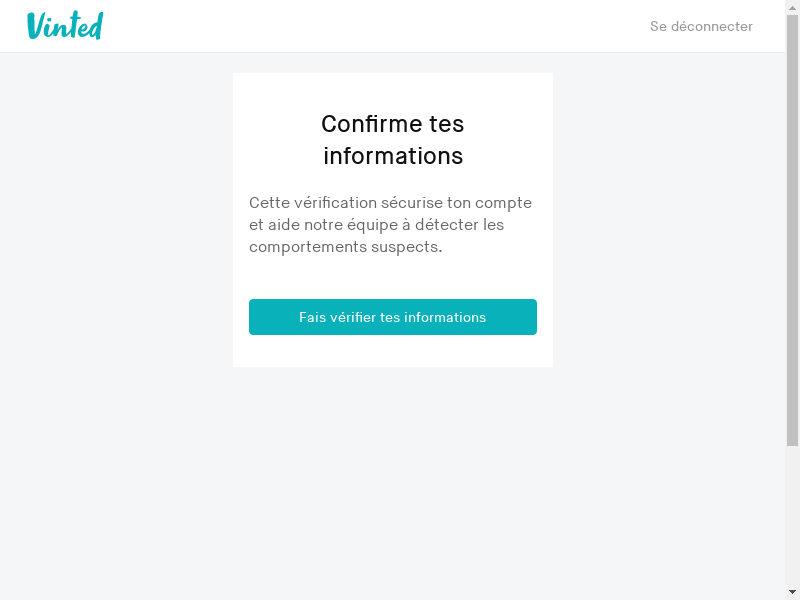 Vinted
Se déconnecter
Confirme tes
informations
Cette vérification sécurise ton compte
et aide notre équipe à détecter les
comportements suspects.
Fais vérifier tes informations